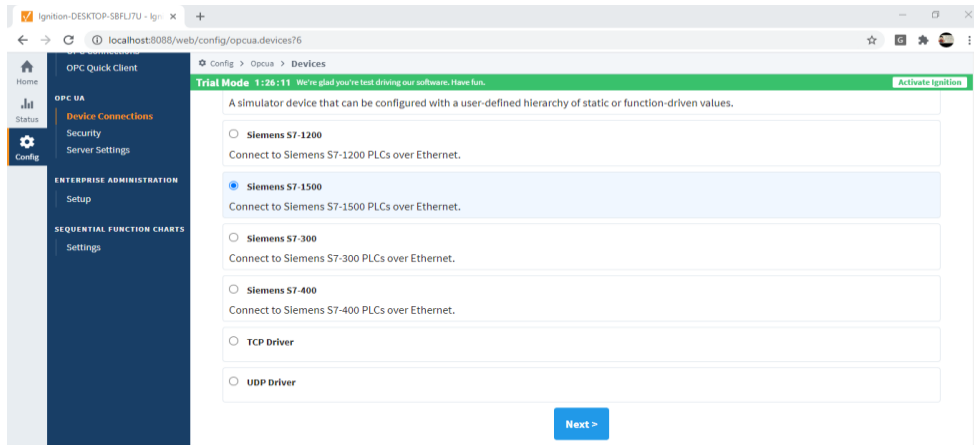 Ignition-DESKTOP-SBFLJ7U - Ign
localhost:8088/web/config/opcua.devices?6
G
Home
Status
Config
OPC Quick Client
OPC UA
Device Connections
Security
Server Settings
ENTERPRISE ADMINISTRATION
Setup
SEQUENTIAL FUNCTION CHARTS
Settings
Config > Opcua > Devices
Trial Mode 1:26:11 We're glad you're test driving our software. Have fun.
Activate Ignition
A simulator device that can be configured with a user-defined hierarchy of static or function-driven values.
Siemens S7-1200
Connect to Siemens S7-1200 PLCs over Ethernet.
Siemens S7-1500
Connect to Siemens S7-1500 PLCs over Ethernet.
Siemens S7-300
Connect to Siemens S7-300 PLCs over Ethernet.
Siemens S7-400
Connect to Siemens S7-400 PLCs over Ethernet.
TCP Driver
UDP Driver
Next >